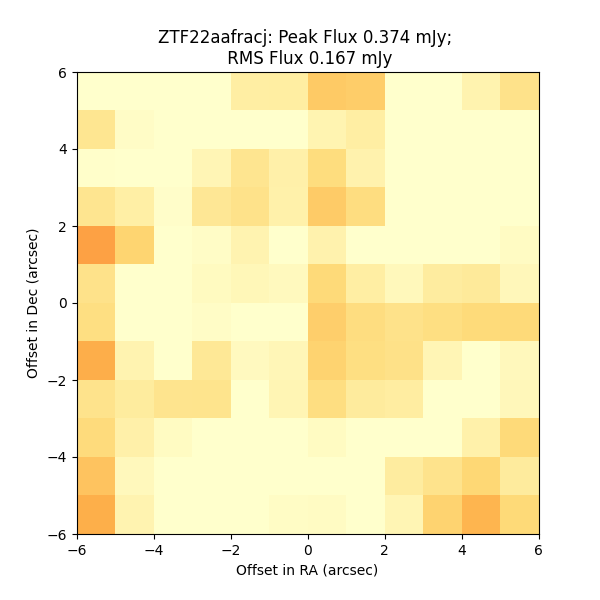 ZTF22aafracj: Peak Flux 0.374 mJy;
RMS Flux 0.167 mJy
6
4
2
0
−2
−4
−6
Offset in Dec (arcsec)
−6 −4 −2 0 2 4 6
Offset in RA (arcsec)